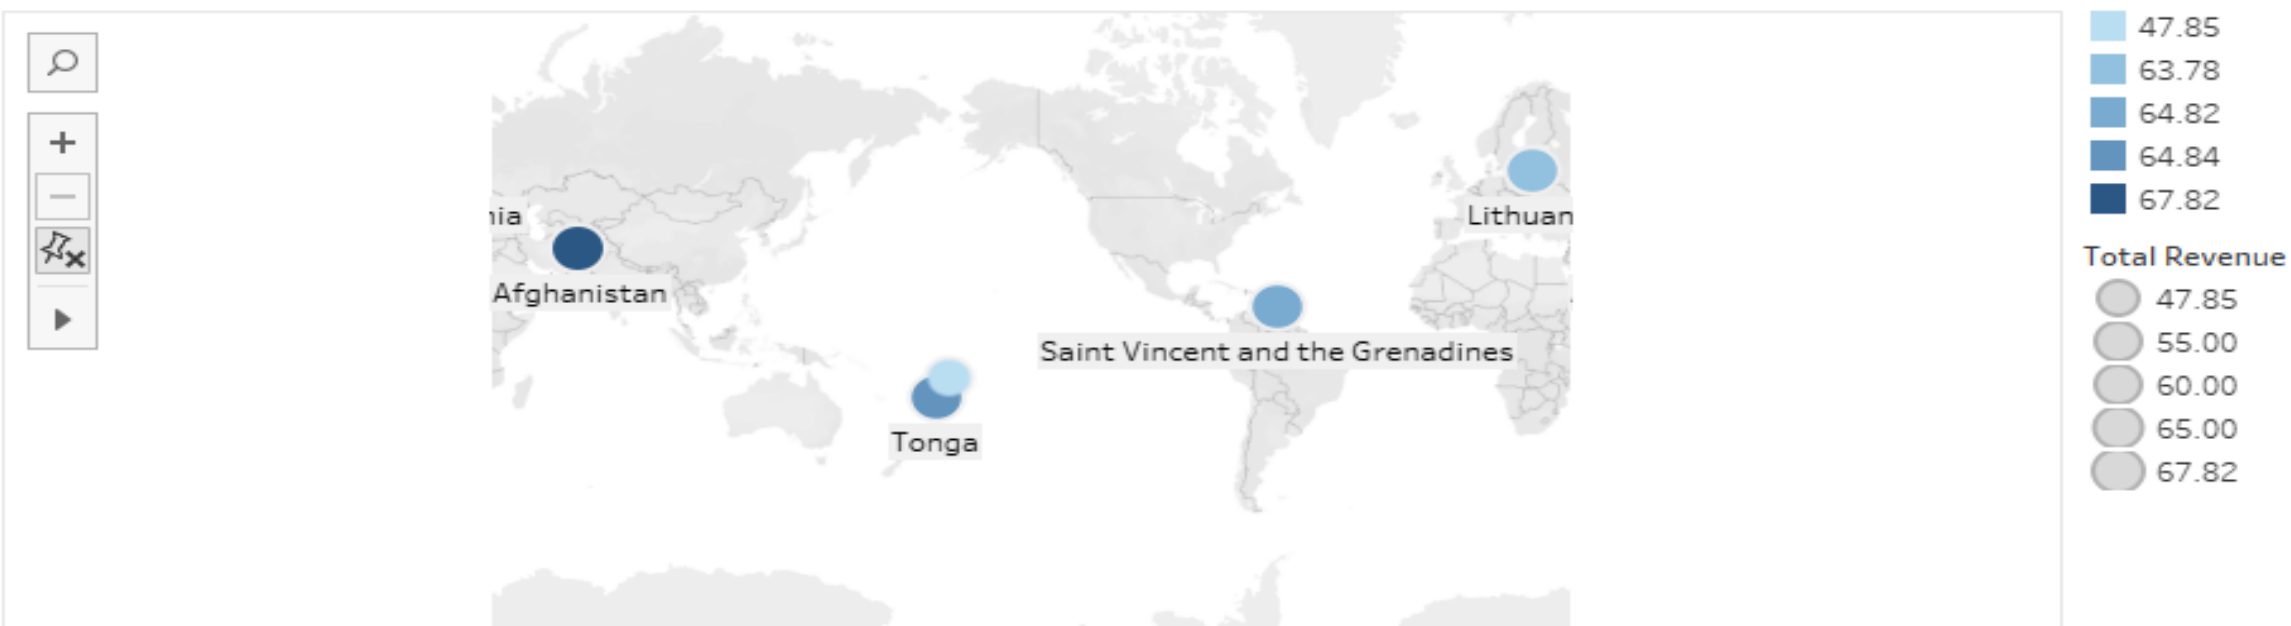 nia
Afghanistan
Tonga
Saint Vincent and the Grenadines
Lithuan
47.85
63.78
64.82
64.84
67.82
Total Revenue
47.85
55.00
60.00
65.00
67.82